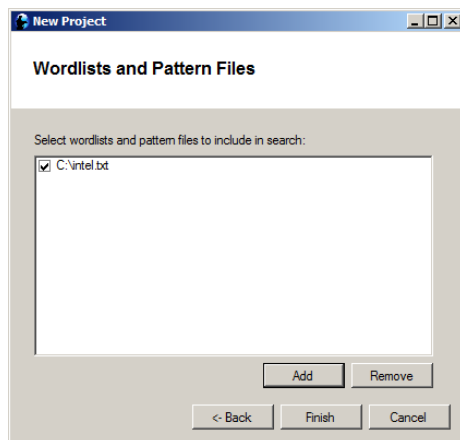 New Project
Wordlists and Pattern Files
Select wordlists and pattern files to include in search:
C:\intel.txt
Add Remove
<- Back Finish Cancel